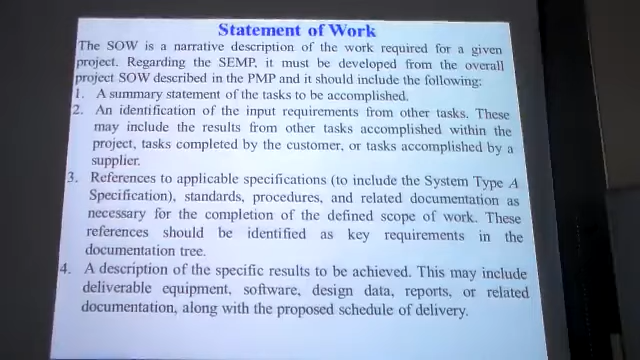 Statement of Work
The SOW is a narrative description of the work required for a given
project. Regarding the SEMP, it must be developed from the overall
project SOW described in the PMP and it should include the following:
1. A summary statement of the tasks to be accomplished.
2. An identification of the input requirements from other tasks. These
may include the results from other tasks accomplished within the
project, tasks completed by the customer, or tasks accomplished by a
supplier.
3. References to applicable specifications (to include the System Type A
Specification), standards, procedures, and related documentation as
necessary for the completion of the defined scope of work. These
references should be identified as key requirements in the
documentation tree.
4. A description of the specific results to be achieved. This may include
deliverable equipment, software, design data, reports, or related
documentation, along with the proposed schedule of delivery.